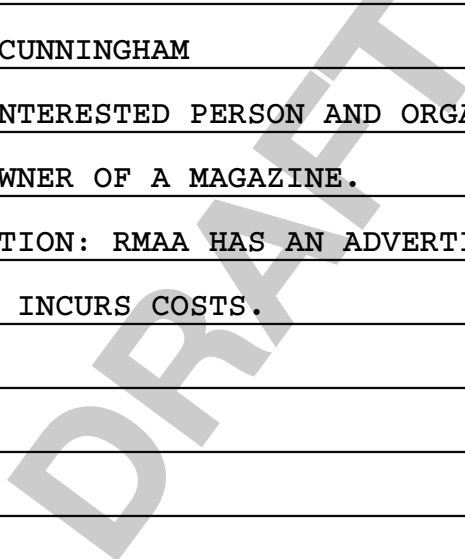 CUNNINGHAM
NTERESTED PERSON AND ORGA
WNER OF A MAGAZINE.
TION: RMAA HAS AN ADVERTI
INCURS COSTS.
DRAFT